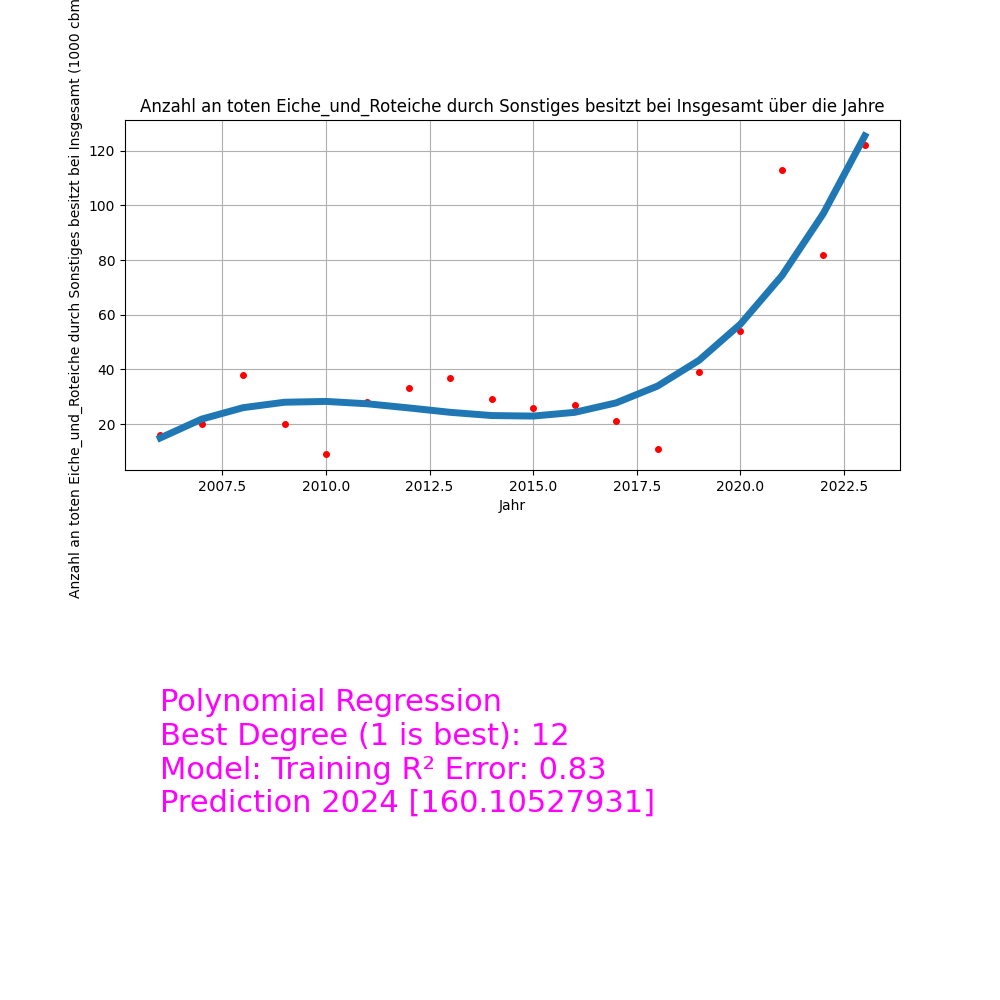 Anzahl an toten Eiche_und_Roteiche durch Sonstiges besitzt bei Insgesamt über die Jahre
Anzahl an toten Eiche_und_Roteiche durch Sonstiges besitzt bei Insgesamt (1000 cbm
120
100
80
60
40
20
2007.5 2010.0 2012.5 2015.0 2017.5 2020.0 2022.5
Jahr
Polynomial Regression
Best Degree (1 is best): 12
Model: Training R² Error: 0.83
Prediction 2024 [160.10527931]